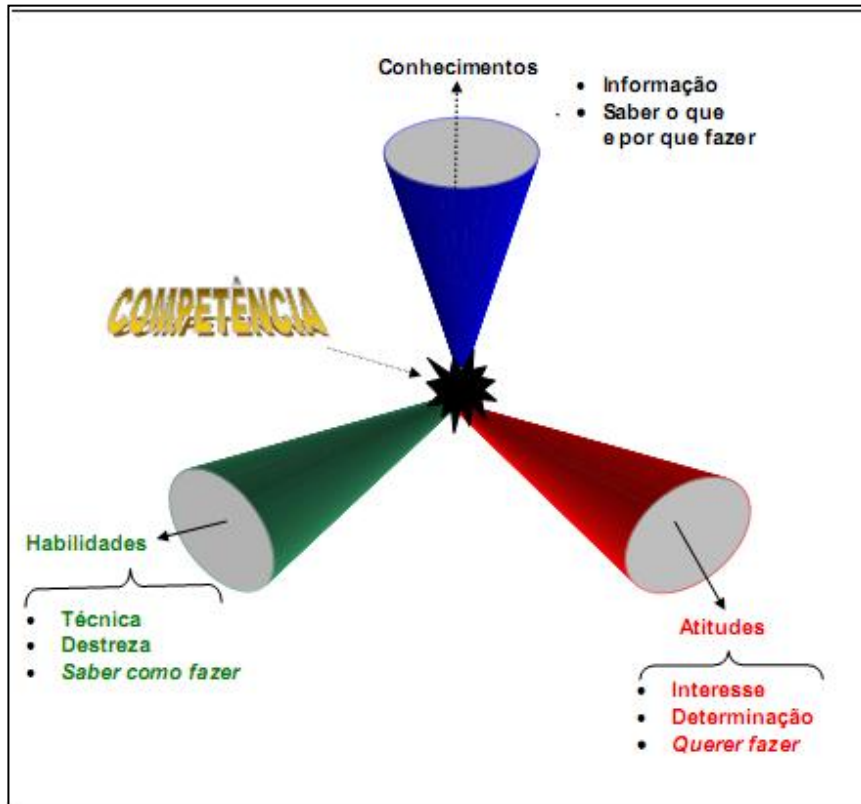 Conhecimentos
• Informação
• Saber o que
e por que fazer
COMPETÊNCIA
Habilidades
• Técnica
• Destreza
• Saber como fazer
Atitudes
• Interesse
• Determinação
• Querer fazer